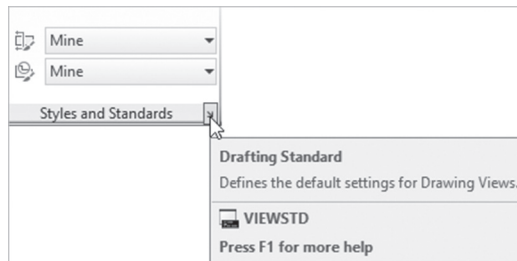 Mine
Mine
Styles and Standards
Drafting Standard
Defines the default settings for Drawing Views.
VIEWSTD
Press F1 for more help